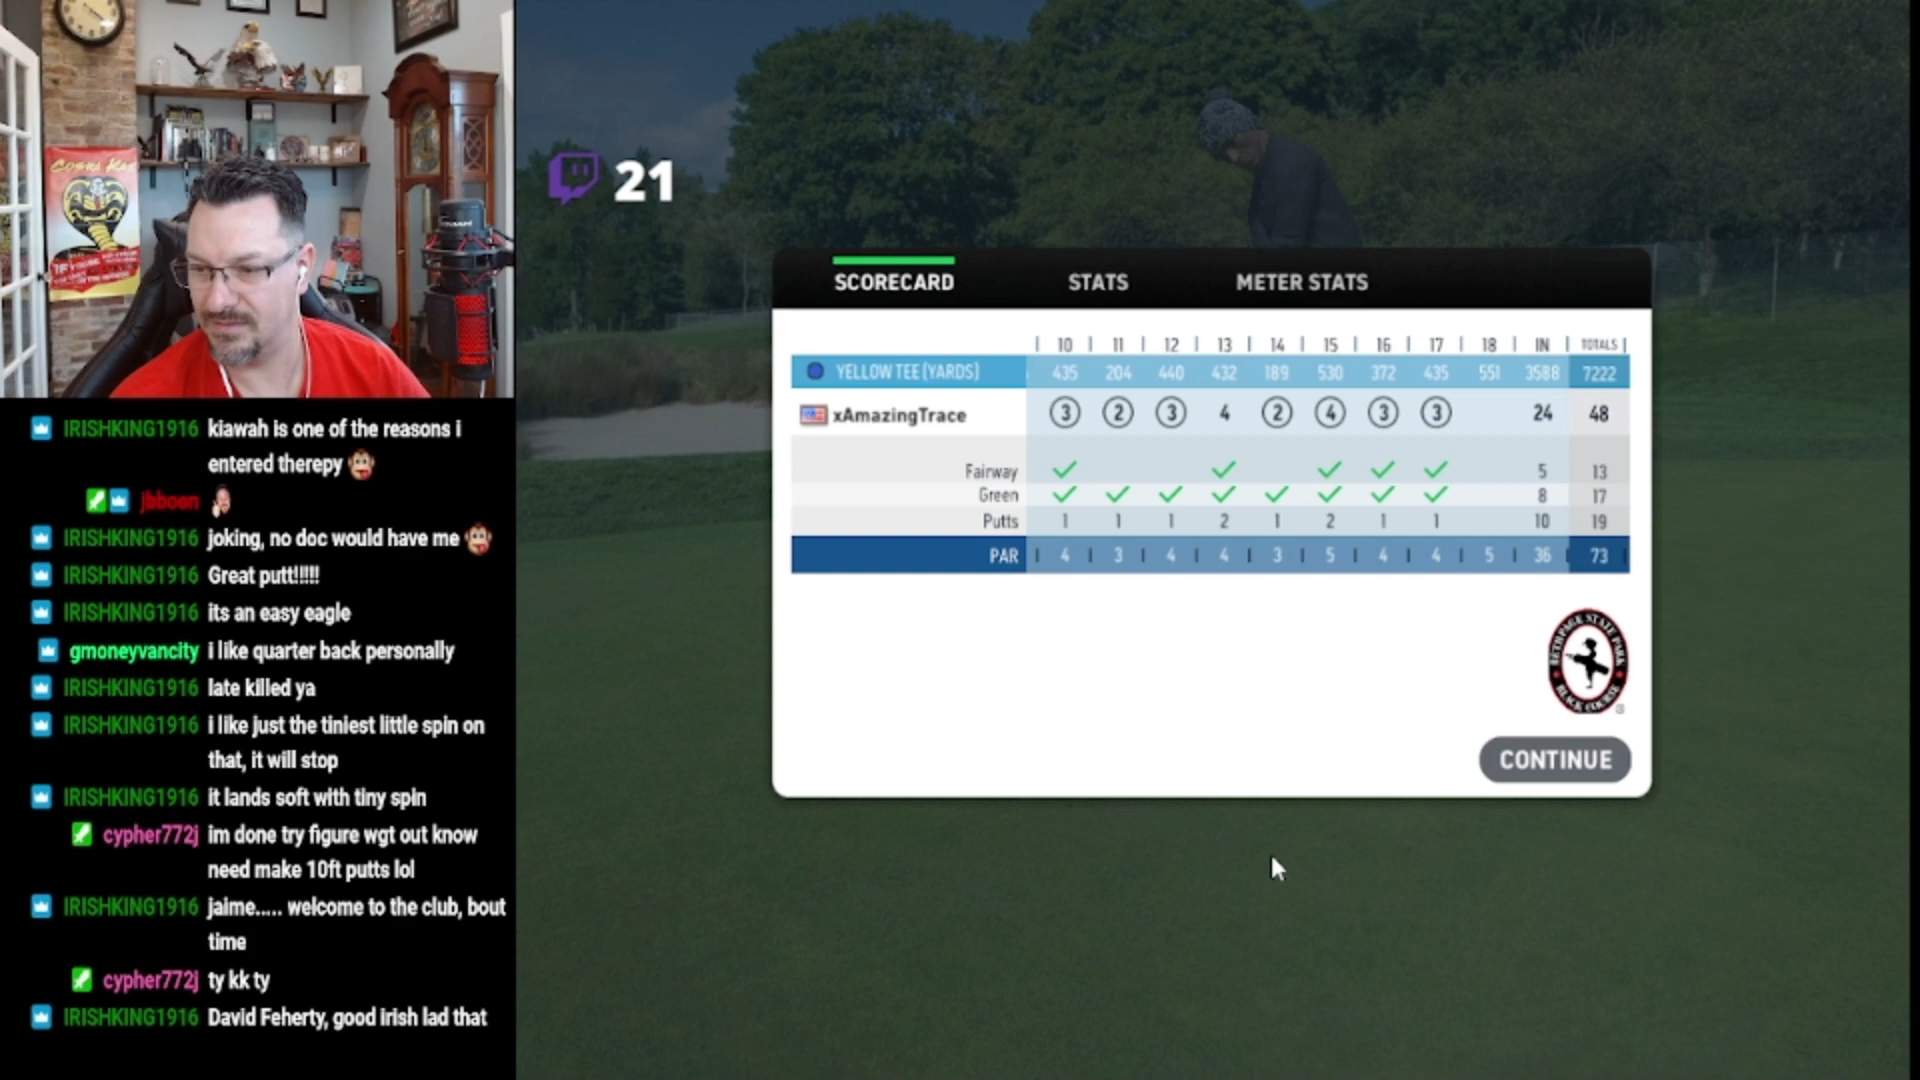 COBRA KAI
21
SCORECARD STATS METER STATS
10 11 12 13 14 15 16 17 18 IN TOTALS
YELLOW TEE (YARDS) 435 204 440 432 189 530 372 435 551 3588 7222
xAmazingTrace 3 2 3 4 2 4 3 3 24 48
Fairway 5 13
Green 8 17
Putts 1 1 1 2 1 2 1 1 10 19
PAR 4 3 4 4 3 5 4 4 5 36 73
BETHPAGE STATE PARK
BLACK COURSE
CONTINUE
IRISHKING1916 kiawah is one of the reasons i
entered therepy
jbboon
IRISHKING1916 joking, no doc would have me
IRISHKING1916 Great putt!!!!!
IRISHKING1916 its an easy eagle
gmoneyvancity i like quarter back personally
IRISHKING1916 late killed ya
IRISHKING1916 i like just the tiniest little spin on
that, it will stop
IRISHKING1916 it lands soft with tiny spin
cypher772j im done try figure wgt out know
need make 10ft putts lol
IRISHKING1916 jaime..... welcome to the club, bout
time
cypher772j ty kk ty
IRISHKING1916 David Feherty, good irish lad that